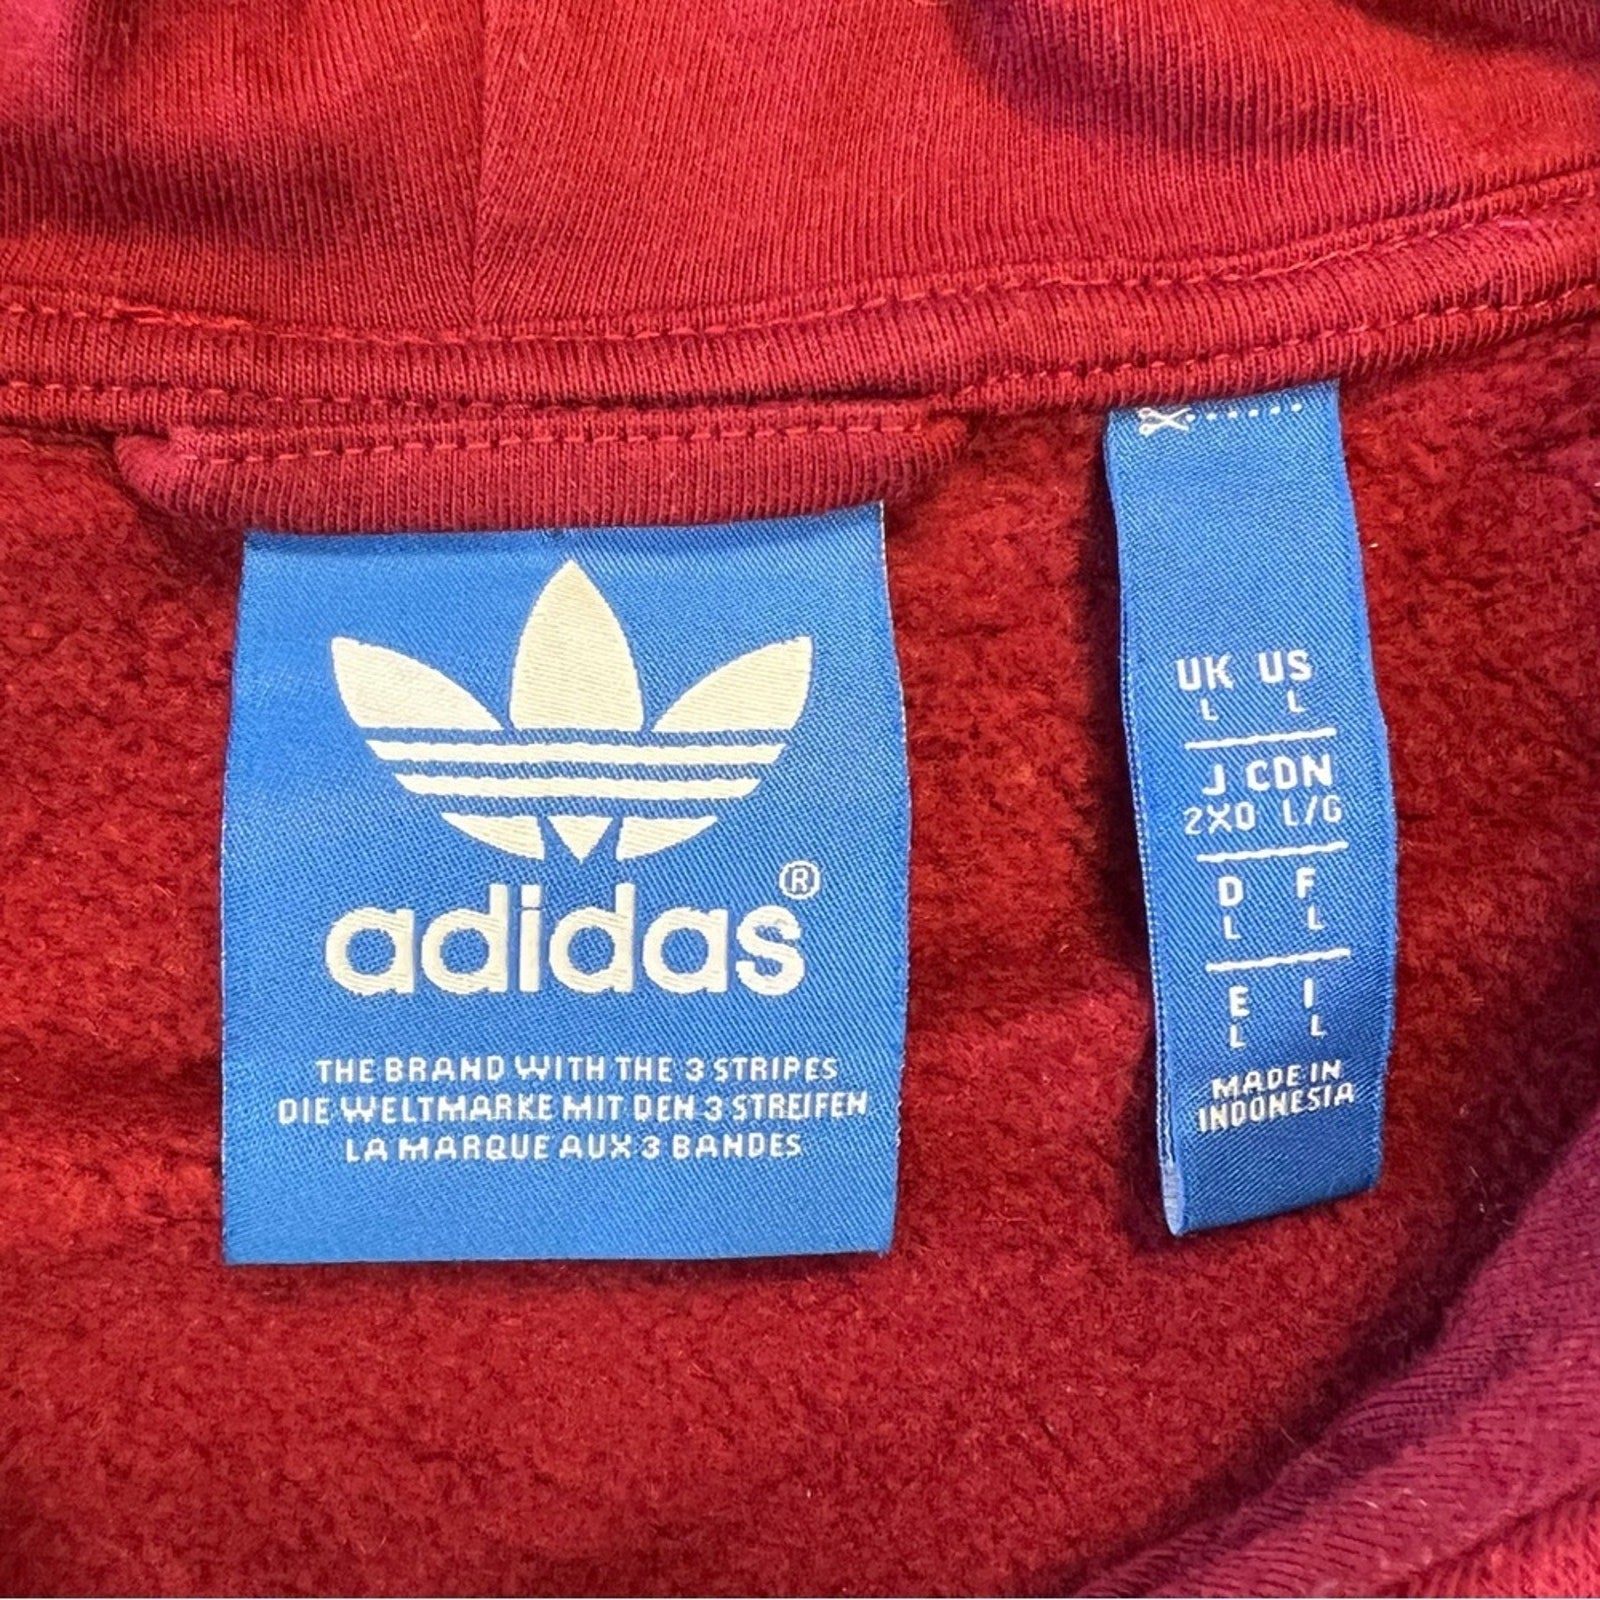 adidas®
THE BRAND WITH THE 3 STRIPES
DIE WELTMARKE MIT DEN 3 STREIFEN
LA MARQUE AUX 3 BANDES
UK US
L L
J CDN
2XO L/G
D F
L L
E I
L L
MADE IN
INDONESIA